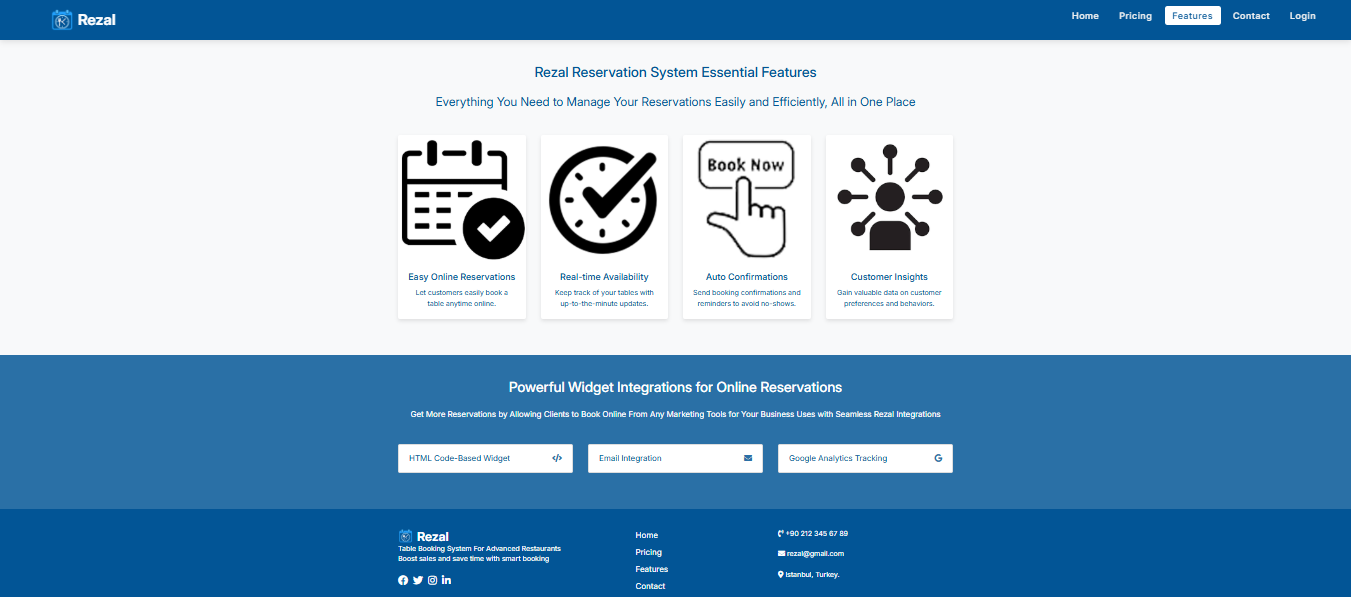 Rezal
Home
Pricing
Features
Contact
Login
Rezal Reservation System Essential Features
Everything You Need to Manage Your Reservations Easily and Efficiently, All in One Place
Book Now
Easy Online Reservations
Let customers easily book a
table anytime online.
Real-time Availability
Keep track of your tables with
up-to-the-minute updates.
Auto Confirmations
Send booking confirmations and
reminders to avoid no-shows.
Customer Insights
Gain valuable data on customer
preferences and behaviors.
Powerful Widget Integrations for Online Reservations
Get More Reservations by Allowing Clients to Book Online From Any Marketing Tools for Your Business Uses with Seamless Rezal Integrations
HTML Code-Based Widget
Email Integration
Google Analytics Tracking
Rezal
Table Booking System For Advanced Restaurants
Boost sales and save time with smart booking
Home
Pricing
Features
Contact
+90 212 345 67 89
rezal@gmail.com
Istanbul, Turkey.